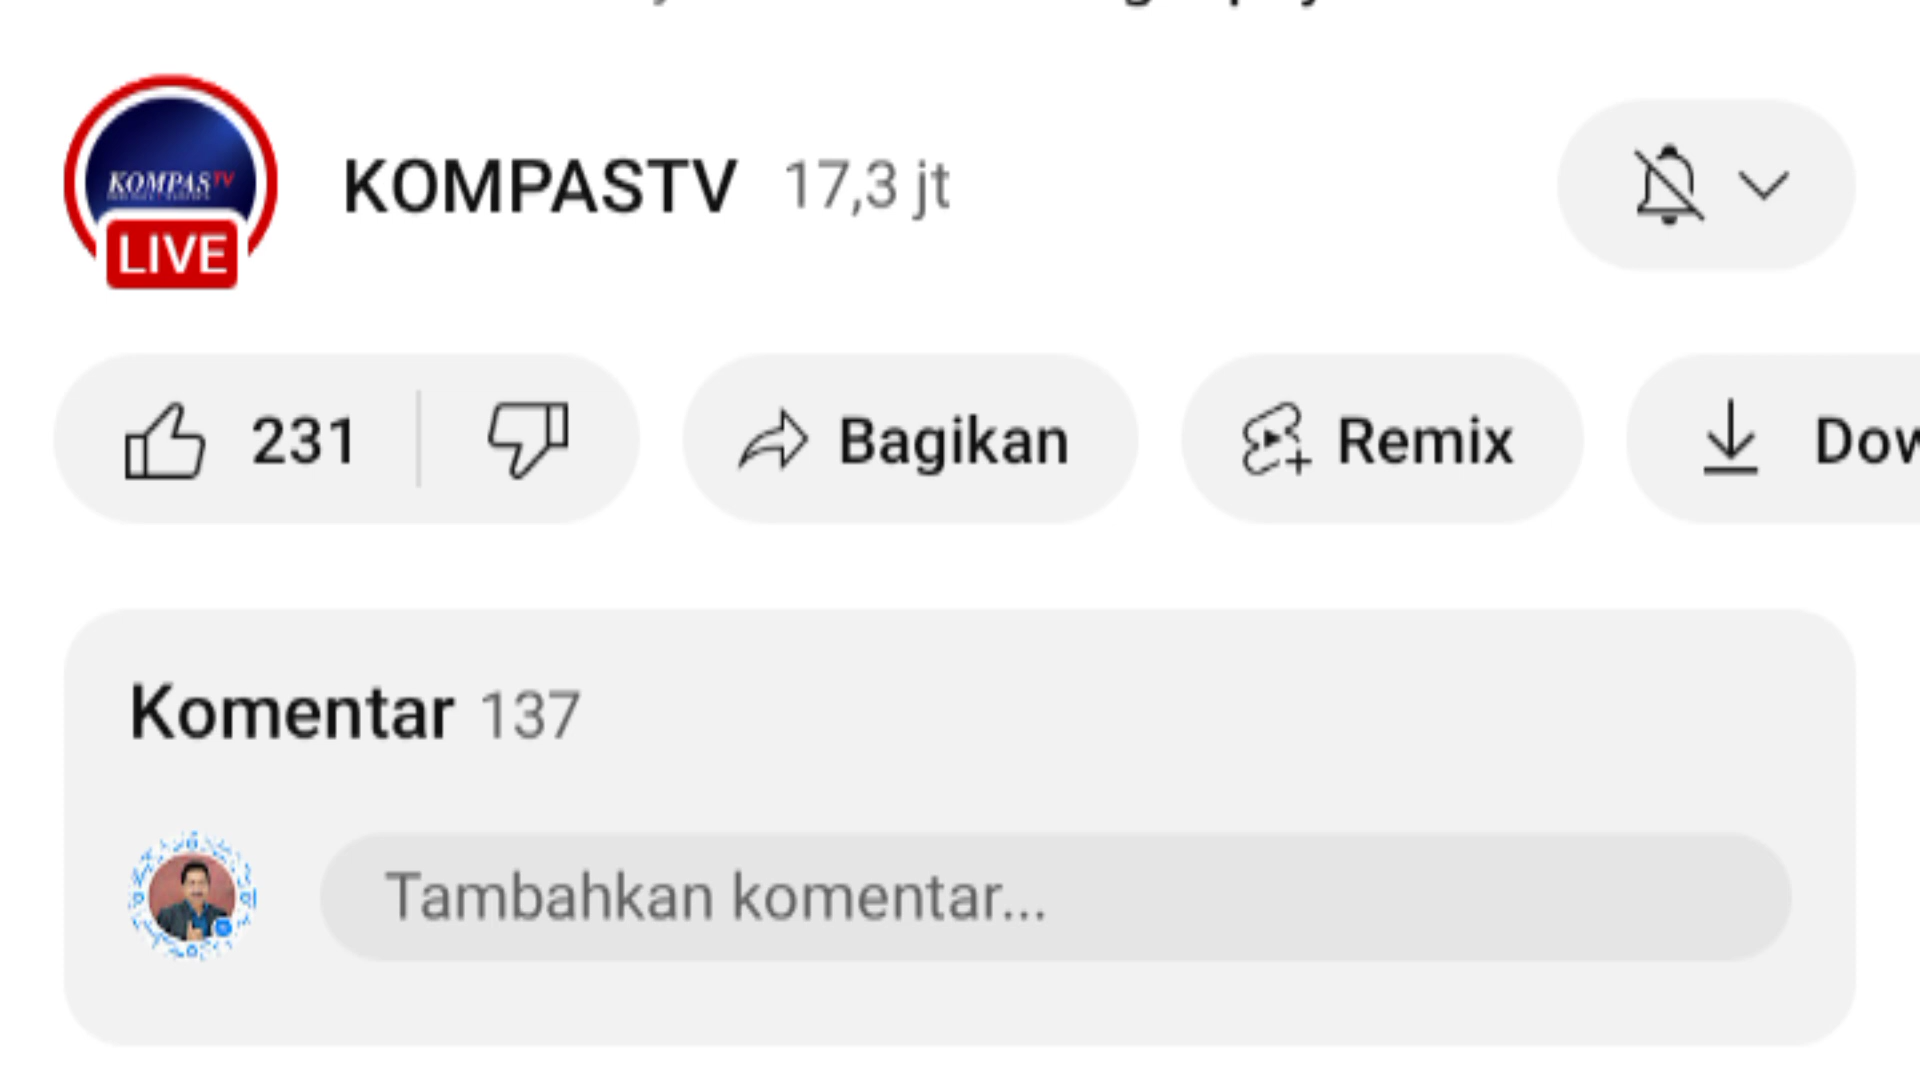 KOMPASTV
LIVE
KOMPASTV 17,3 jt
231
Bagikan
Remix
Dow
Komentar 137
Tambahkan komentar...